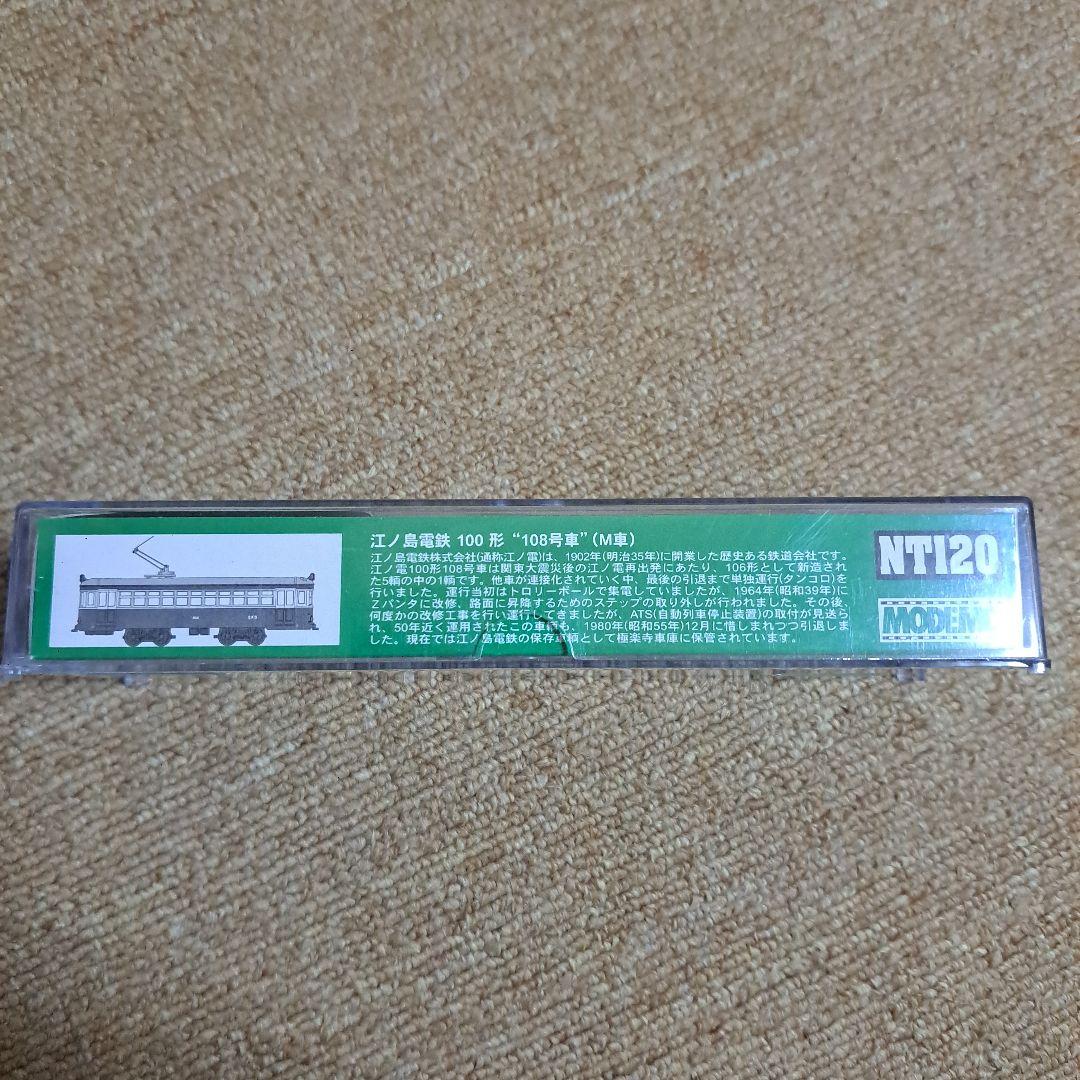 江ノ島電鉄 100 形 “108号車”(M車)
江ノ島電鉄株式会社(通称江ノ電)は、1902年(明治35年)に開業した歴史ある鉄道会社です。
江ノ電100形108号車は関東大震災後の江ノ電再出発にあたり、106形として新造され
た5輌の中の1輌です。他車が連接化されていく中、最後の引退まで単独運行(タンコロ)を
行いました。運行当初はトロリーポールで集電していましたが、1964年(昭和39年)に
Zパンタに改修、路面に昇降するためのステップの取り外しが行われました。その後、
何度かの改修工事を行い運行してきましたが、ATS(自動列車停止装置)の取付が見送ら
れ、50年近く運用されたこの車輌も、1980年(昭和55年)12月に惜しまれつつ引退しま
した。現在では江ノ島電鉄の保存車輌として極楽寺車庫に保管されています。
NT120
MODEMO